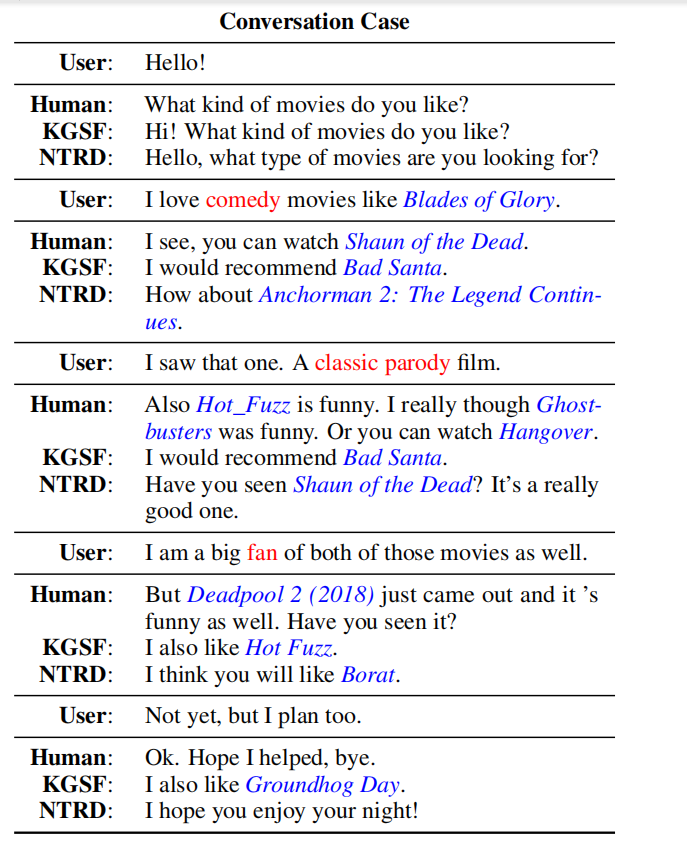 Conversation Case
User: Hello!
Human: What kind of movies do you like?
KGSF: Hi! What kind of movies do you like?
NTRD: Hello, what type of movies are you looking for?
User: I love comedy movies like Blades of Glory.
Human: I see, you can watch Shaun of the Dead.
KGSF: I would recommend Bad Santa.
NTRD: How about Anchorman 2: The Legend Contin-
ues.
User: I saw that one. A classic parody film.
Human: Also Hot_Fuzz is funny. I really though Ghost-
busters was funny. Or you can watch Hangover.
KGSF: I would recommend Bad Santa.
NTRD: Have you seen Shaun of the Dead? It's a really
good one.
User: I am a big fan of both of those movies as well.
Human: But Deadpool 2 (2018) just came out and it 's
funny as well. Have you seen it?
KGSF: I also like Hot Fuzz.
NTRD: I think you will like Borat.
User: Not yet, but I plan too.
Human: Ok. Hope I helped, bye.
KGSF: I also like Groundhog Day.
NTRD: I hope you enjoy your night!